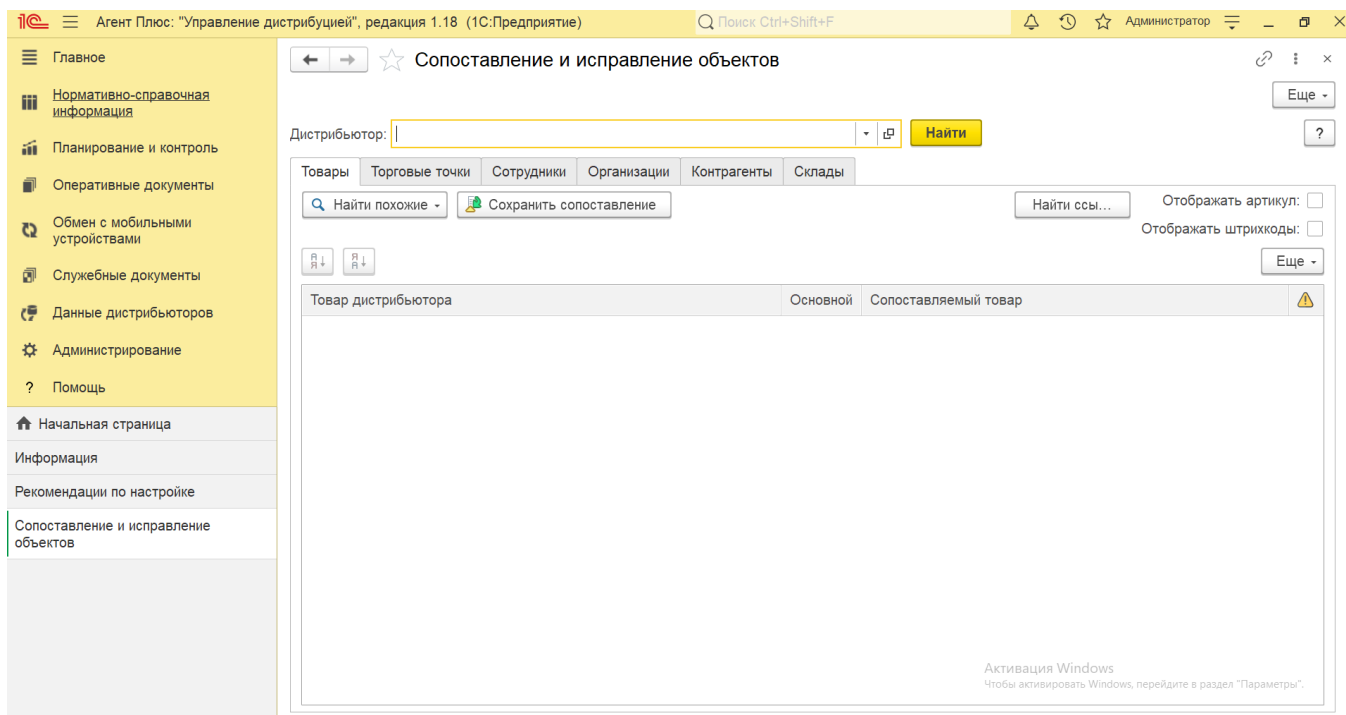 1С Агент Плюс: "Управление дистрибуцией", редакция 1.18 (1С:Предприятие) Поиск Ctrl+Shift+F Администратор
Главное
Нормативно-справочная
информация
Планирование и контроль
Оперативные документы
Обмен с мобильными
устройствами
Служебные документы
Данные дистрибьюторов
Администрирование
? Помощь
Начальная страница
Информация
Рекомендации по настройке
Сопоставление и исправление
объектов
Сопоставление и исправление объектов
Еще
Дистрибьютор: Найти ?
Товары Торговые точки Сотрудники Организации Контрагенты Склады
Найти похожие Сохранить сопоставление Найти ссы... Отображать артикул:
Отображать штрихкоды:
Еще
Товар дистрибьютора Основной Сопоставляемый товар
Активация Windows
Чтобы активировать Windows, перейдите в раздел "Параметры".